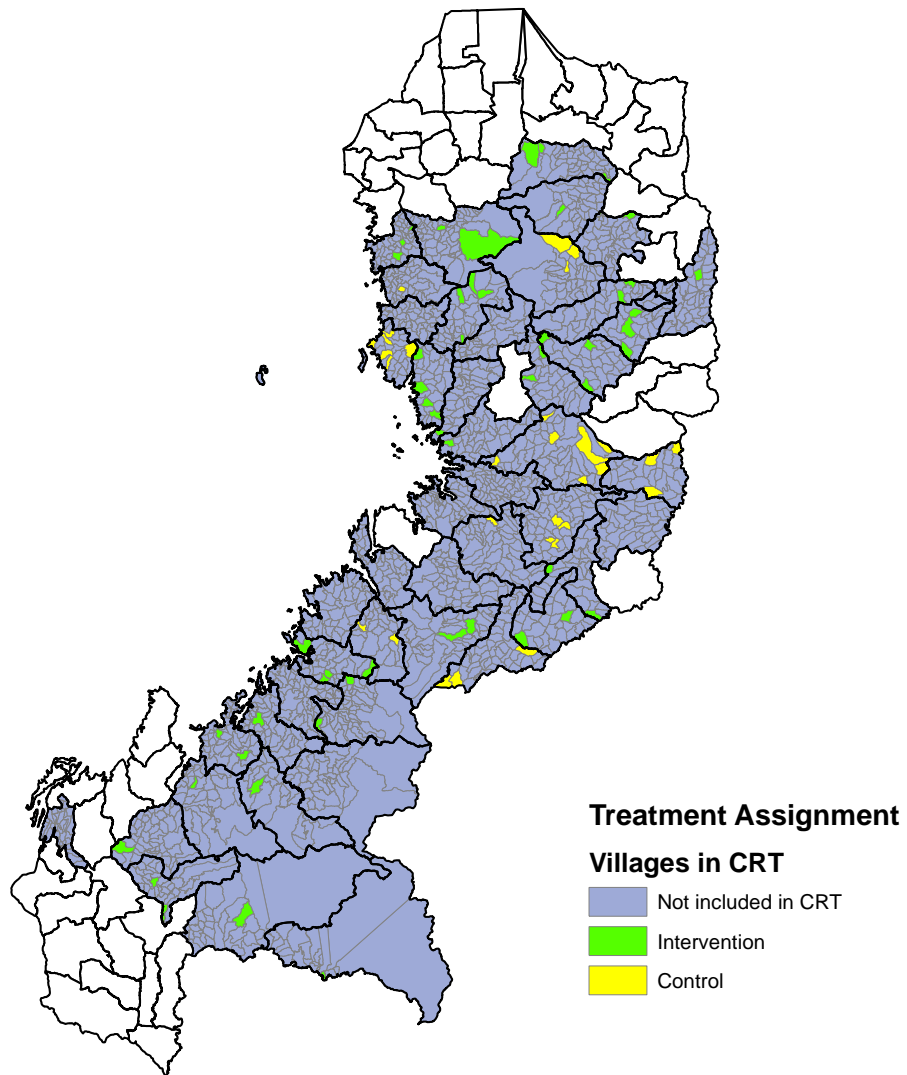 Treatment Assignment
Villages in CRT
Not included in CRT
Intervention
Control